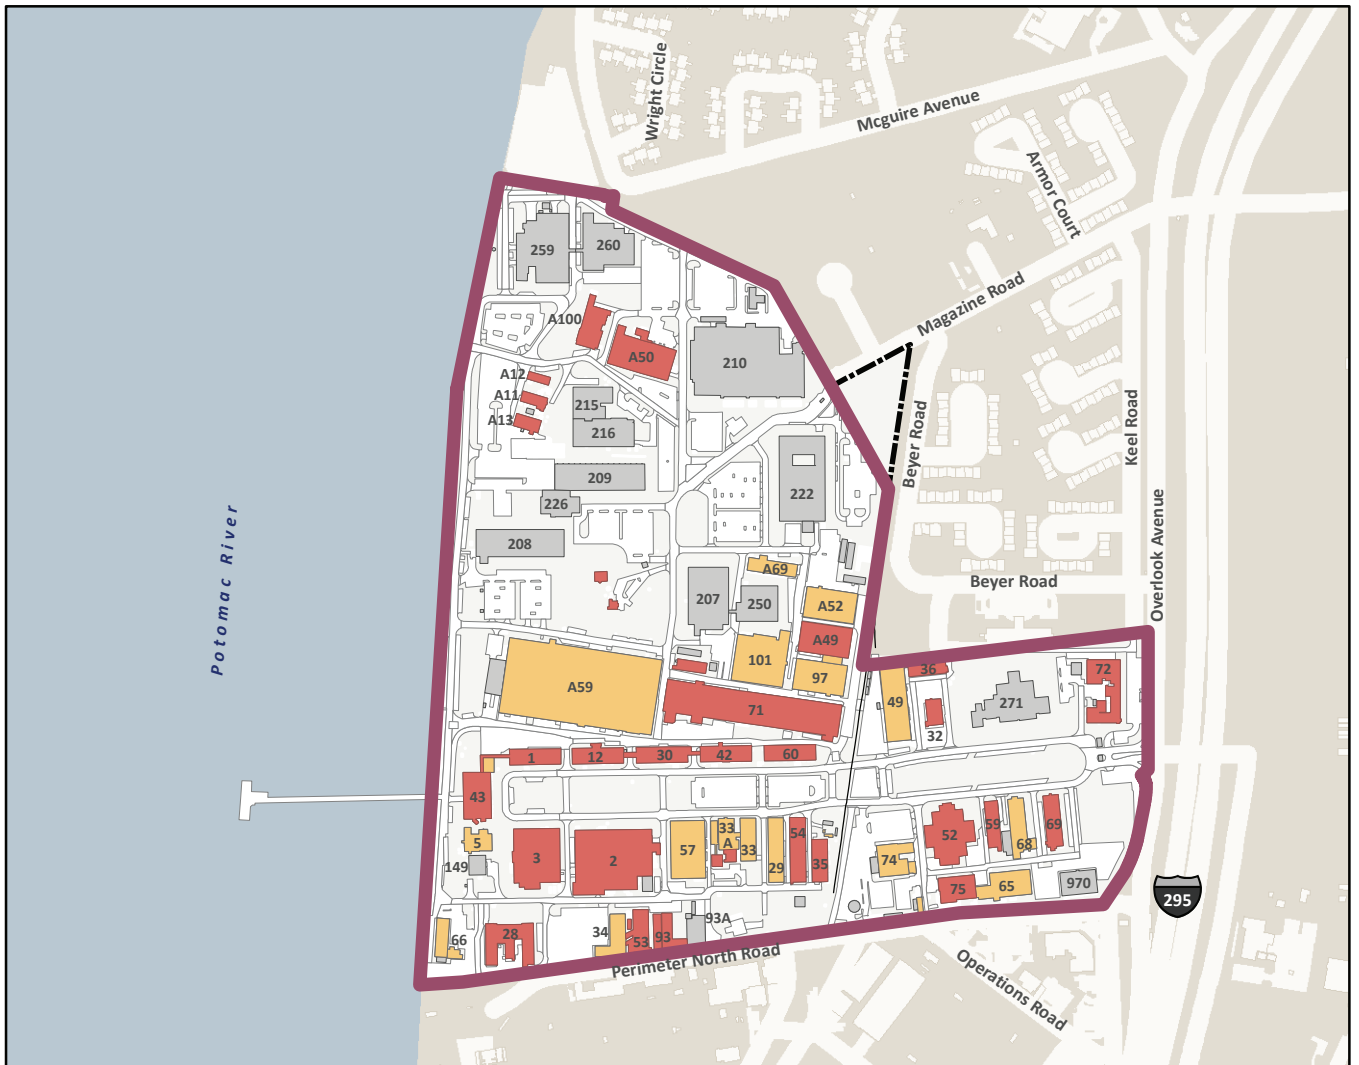 Wright Circle
Mcguire Avenue
Armor Court
Magazine Road
259
260
A100
A50
210
A12
A11
A13
215
216
Beyer Road
Keel Road
209
226
222
208
Potomac River
Overlook Avenue
A69
Beyer Road
207
250
A52
A49
101
97
A59
36
72
49
271
71
32
1
12
30
42
60
43
5
149
3
2
57
33
A
33
29
54
35
52
59
68
69
74
75
65
970
295
66
28
34
53
93
93A
Perimeter North Road
Operations Road